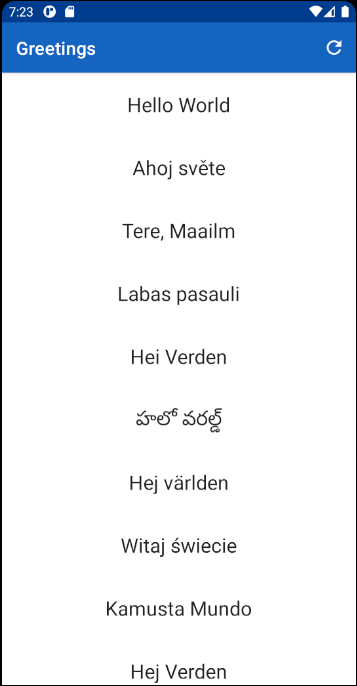 7:23
Greetings
Hello World
Ahoj světe
Tere, Maailm
Labas pasauli
Hei Verden
హలో వరల్డ్
Hej världen
Witaj świecie
Kamusta Mundo
Hej Verden